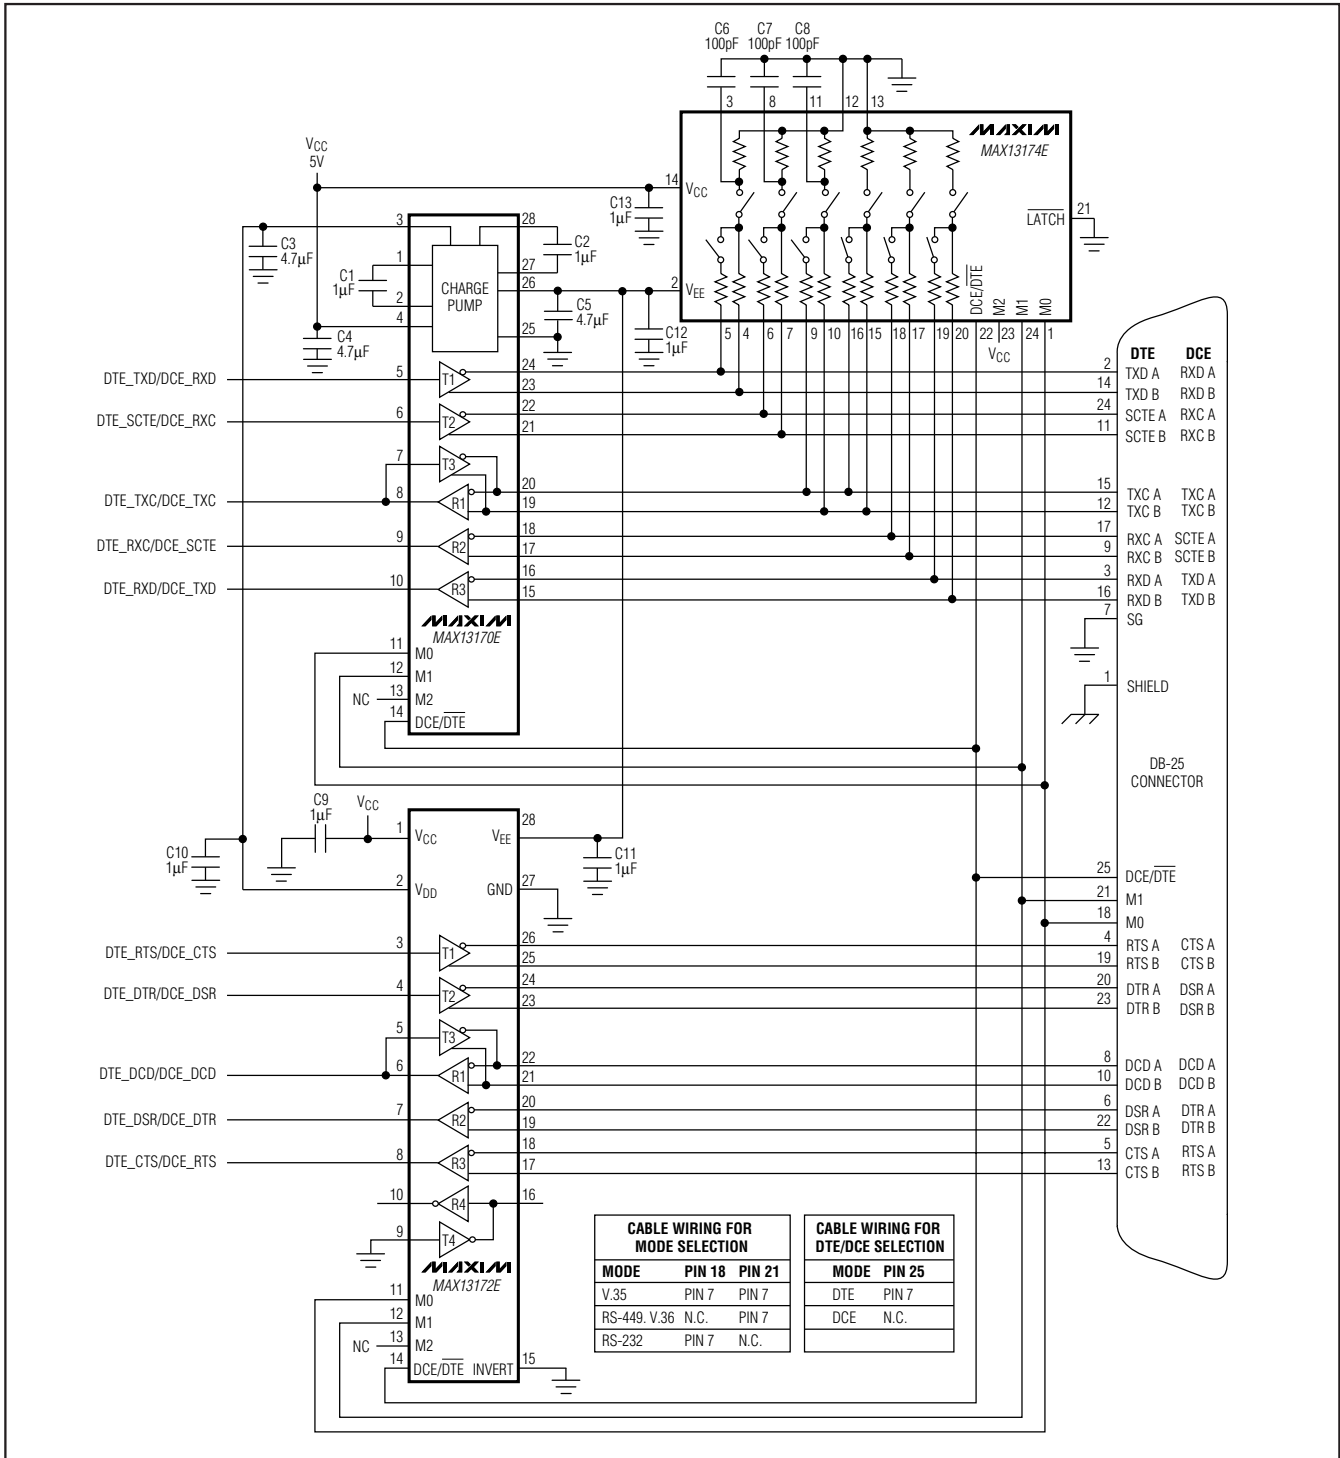 C6 C7 C8
100pF 100pF 100pF
3 8 11 12 13
MAXIM
MAX13174E
VCC
5V
14 VCC
C13
1µF
LATCH 21
3 28
C3
4.7µF
C2
1µF
1 27
C1
1µF
CHARGE
PUMP
26
2
C5
4.7µF
2 VEE
C12
1µF
4 25
C4
4.7µF
DCE/DTE M2 M1 M0
5 4 6 7 9 10 16 15 18 17 19 20 22 23 24 1
VCC
DTE DCE
DTE_TXD/DCE_RXD 5 T1 24 2 TXD A RXD A
23 14 TXD B RXD B
DTE_SCTE/DCE_RXC 6 T2 22 24 SCTE A RXC A
21 11 SCTE B RXC B
7 T3
DTE_TXC/DCE_TXC 8 R1 20 15 TXC A TXC A
19 12 TXC B TXC B
DTE_RXC/DCE_SCTE 9 R2 18 17 RXC A SCTE A
17 9 RXC B SCTE B
DTE_RXD/DCE_TXD 10 R3 16 3 RXD A TXD A
15 16 RXD B TXD B
7 SG
MAXIM
MAX13170E
11 M0
12 M1
NC 13 M2
14 DCE/DTE
1 SHIELD
DB-25
CONNECTOR
C9
1µF
VCC
1 VCC VEE 28
C10
1µF
C11
1µF
2 VDD GND 27
25 DCE/DTE
21 M1
18 M0
DTE_RTS/DCE_CTS 3 T1 26 4 RTS A CTS A
25 19 RTS B CTS B
DTE_DTR/DCE_DSR 4 T2 24 20 DTR A DSR A
23 23 DTR B DSR B
5 T3
DTE_DCD/DCE_DCD 6 R1 22 8 DCD A DCD A
21 10 DCD B DCD B
DTE_DSR/DCE_DTR 7 R2 20 6 DSR A DTR A
19 22 DSR B DTR B
DTE_CTS/DCE_RTS 8 R3 18 5 CTS A RTS A
17 13 CTS B RTS B
10 R4 16
9 T4
MAXIM
MAX13172E
11 M0
12 M1
NC 13 M2
14 DCE/DTE INVERT 15
CABLE WIRING FOR
MODE SELECTION
MODE PIN 18 PIN 21
V.35 PIN 7 PIN 7
RS-449. V.36 N.C. PIN 7
RS-232 PIN 7 N.C.
CABLE WIRING FOR
DTE/DCE SELECTION
MODE PIN 25
DTE PIN 7
DCE N.C.